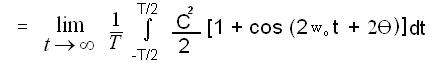 = lim t→∞ 1/T ∫_{-T/2}^{T/2} C²/2 [1 + cos (2w₀t + 2Θ)]dt